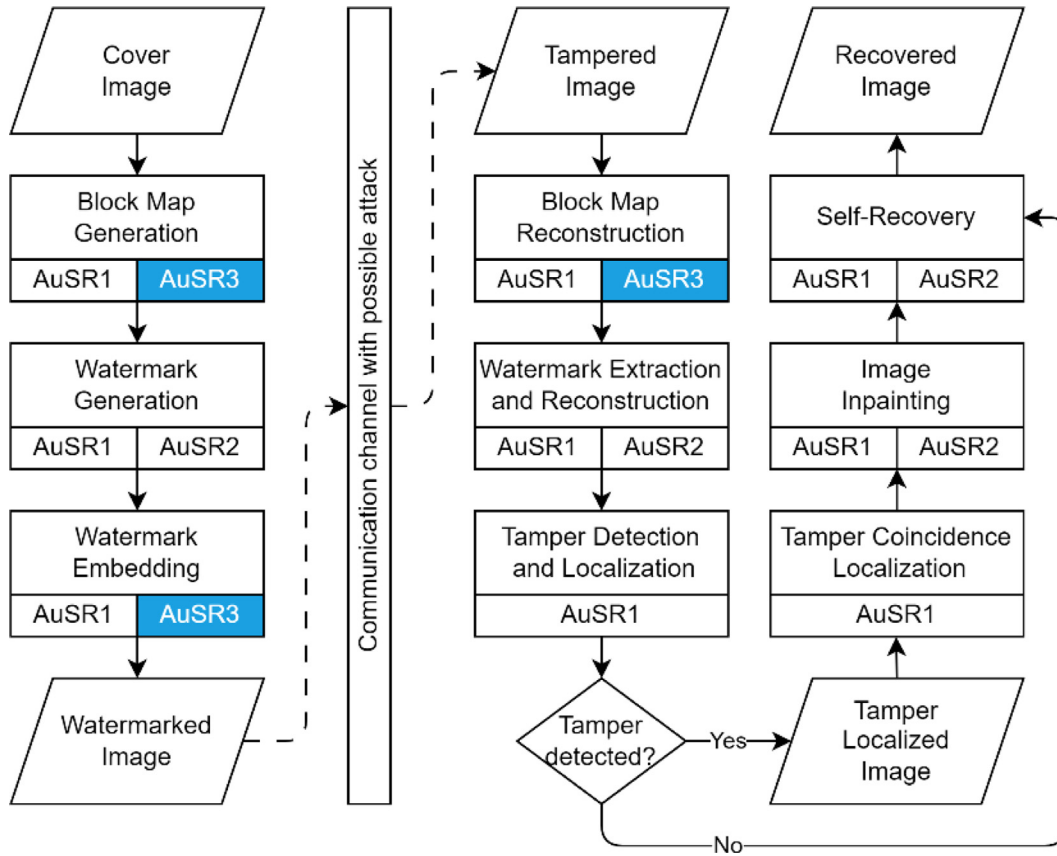 Cover
Image
Block Map
Generation
AuSR1 AuSR3
Watermark
Generation
AuSR1 AuSR2
Watermark
Embedding
AuSR1 AuSR3
Watermarked
Image
Communication channel with possible attack
Tampered
Image
Block Map
Reconstruction
AuSR1 AuSR3
Watermark Extraction
and Reconstruction
AuSR1 AuSR2
Tamper Detection
and Localization
AuSR1
Tamper
detected?
Yes
No
Tamper
Localized
Image
Tamper Coincidence
Localization
AuSR1
Image
Inpainting
AuSR1 AuSR2
Self-Recovery
AuSR1 AuSR2
Recovered
Image